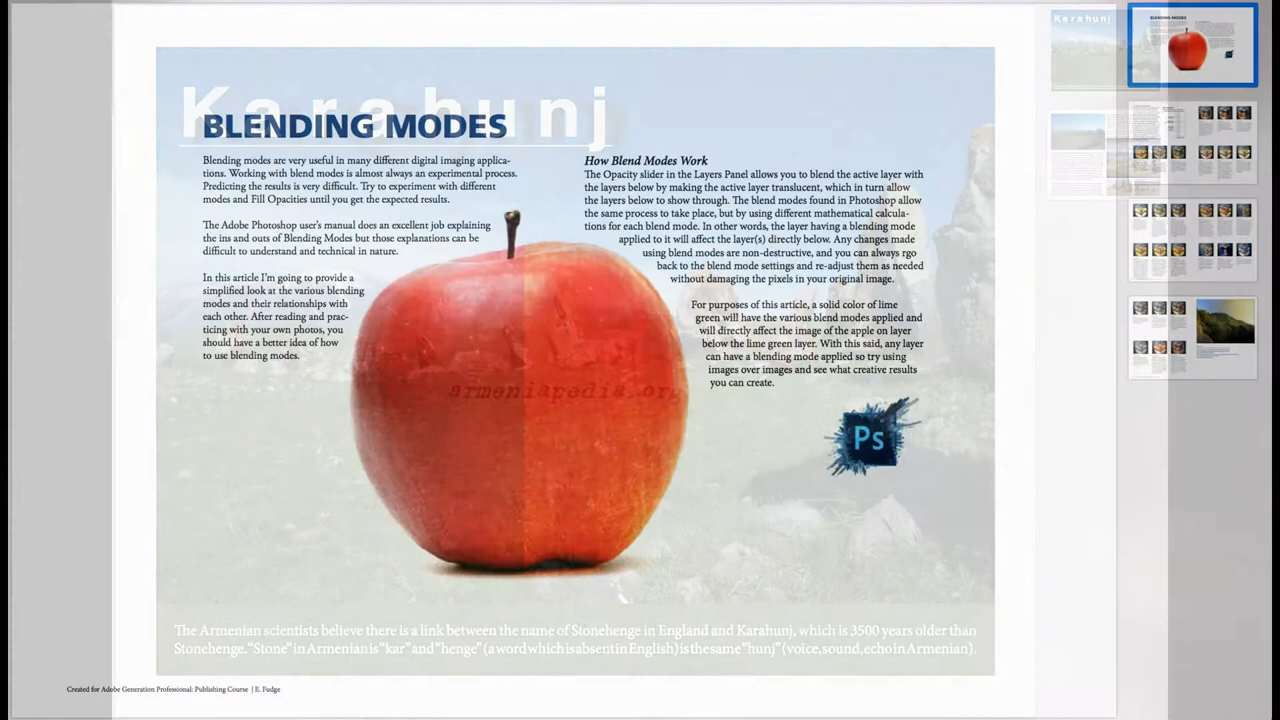 Karahunj
BLENDING MODES
Blending modes are very useful in many different digital imaging applica-
tions. Working with blend modes is almost always an experimental process.
Predicting the results is very difficult. Try to experiment with different
modes and Fill Opacities until you get the expected results.
The Adobe Photoshop user's manual does an excellent job explaining
the ins and outs of Blending Modes but those explanations can be
difficult to understand and technical in nature.
In this article I'm going to provide a
simplified look at the various blending
modes and their relationships with
each other. After reading and prac-
ticing with your own photos, you
should have a better idea of how
to use blending modes.
How Blend Modes Work
The Opacity slider in the Layers Panel allows you to blend the active layer with
the layers below by making the active layer translucent, which in turn allow
the layers below to show through. The blend modes found in Photoshop allow
the same process to take place, but by using different mathematical calcula-
tions for each blend mode. In other words, the layer having a blending mode
applied to it will affect the layer(s) directly below. Any changes made
using blend modes are non-destructive, and you can always rgo
back to the blend mode settings and re-adjust them as needed
without damaging the pixels in your original image.
For purposes of this article, a solid color of lime
green will have the various blend modes applied and
will directly affect the image of the apple on layer
below the lime green layer. With this said, any layer
can have a blending mode applied so try using
images over images and see what creative results
you can create.
armeniapedia.org
Ps
The Armenian scientists believe there is a link between the name of Stonehenge in England and Karahunj, which is 3500 years older than
Stonehenge. "Stone" in Armenian is "kar" and "henge" (a word which is absent in English) is the same "hunj" (voice, sound, echo in Armenian).
Created for Adobe Generation Professional: Publishing Course | E. Fudge
Karahunj
BLENDING MODES